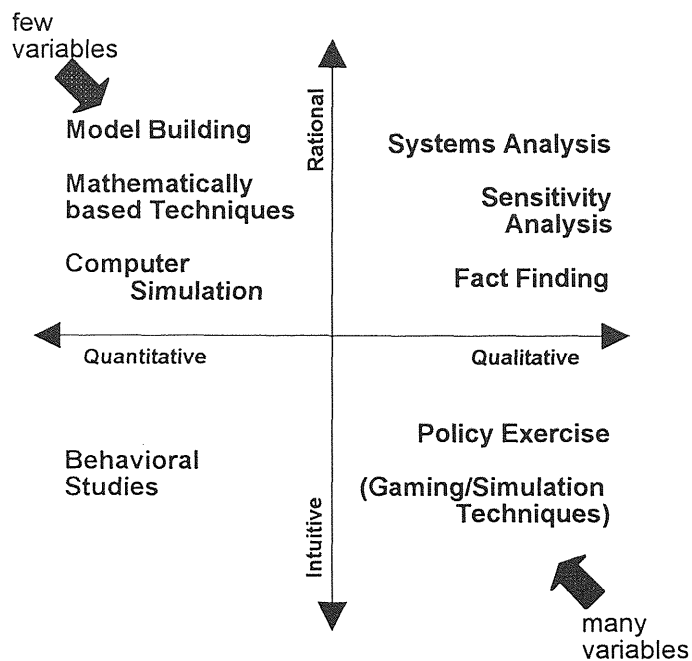 few
variables
Model Building
Mathematically
based Techniques
Computer
Simulation
Rational
Systems Analysis
Sensitivity
Analysis
Fact Finding
Quantitative
Qualitative
Behavioral
Studies
Intuitive
Policy Exercise
(Gaming/Simulation
Techniques)
many
variables